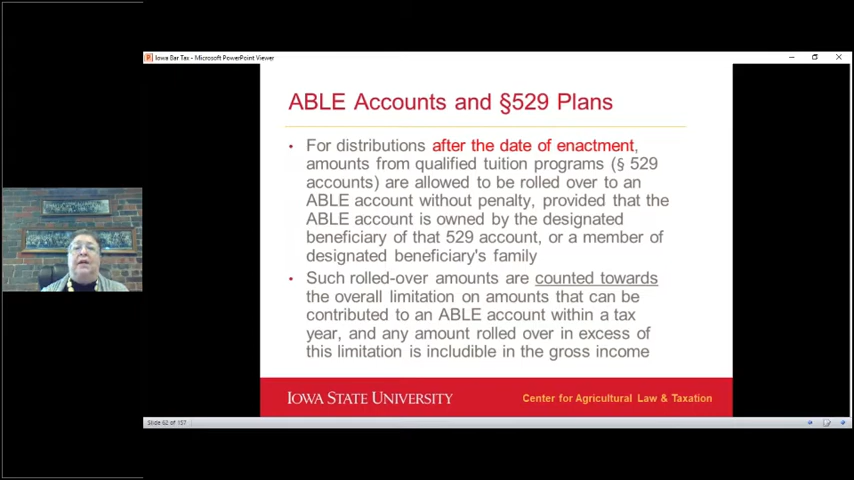 Iowa Bar Tax - Microsoft PowerPoint Viewer
ABLE Accounts and §529 Plans
• For distributions after the date of enactment,
amounts from qualified tuition programs (§ 529
accounts) are allowed to be rolled over to an
ABLE account without penalty, provided that the
ABLE account is owned by the designated
beneficiary of that 529 account, or a member of
designated beneficiary's family
• Such rolled-over amounts are counted towards
the overall limitation on amounts that can be
contributed to an ABLE account within a tax
year, and any amount rolled over in excess of
this limitation is includible in the gross income
IOWA STATE UNIVERSITY
Center for Agricultural Law & Taxation
Slide 62 of 157